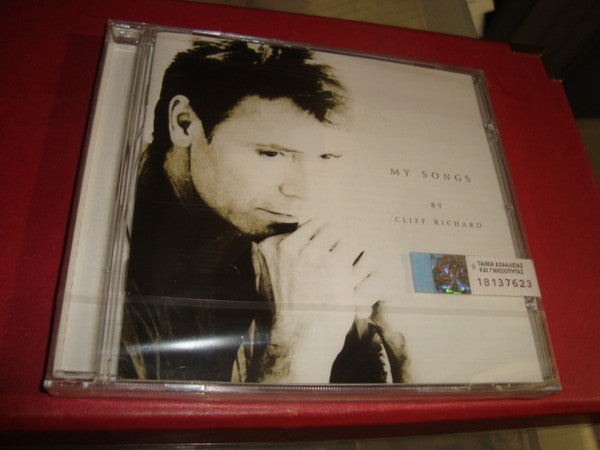 MY SONGS
BY
CLIFF RICHARD
ΤΑΙΝΙΑ ΑΣΦΑΛΕΙΑΣ
ΚΑΙ ΓΝΗΣΙΟΤΗΤΑΣ
18137623